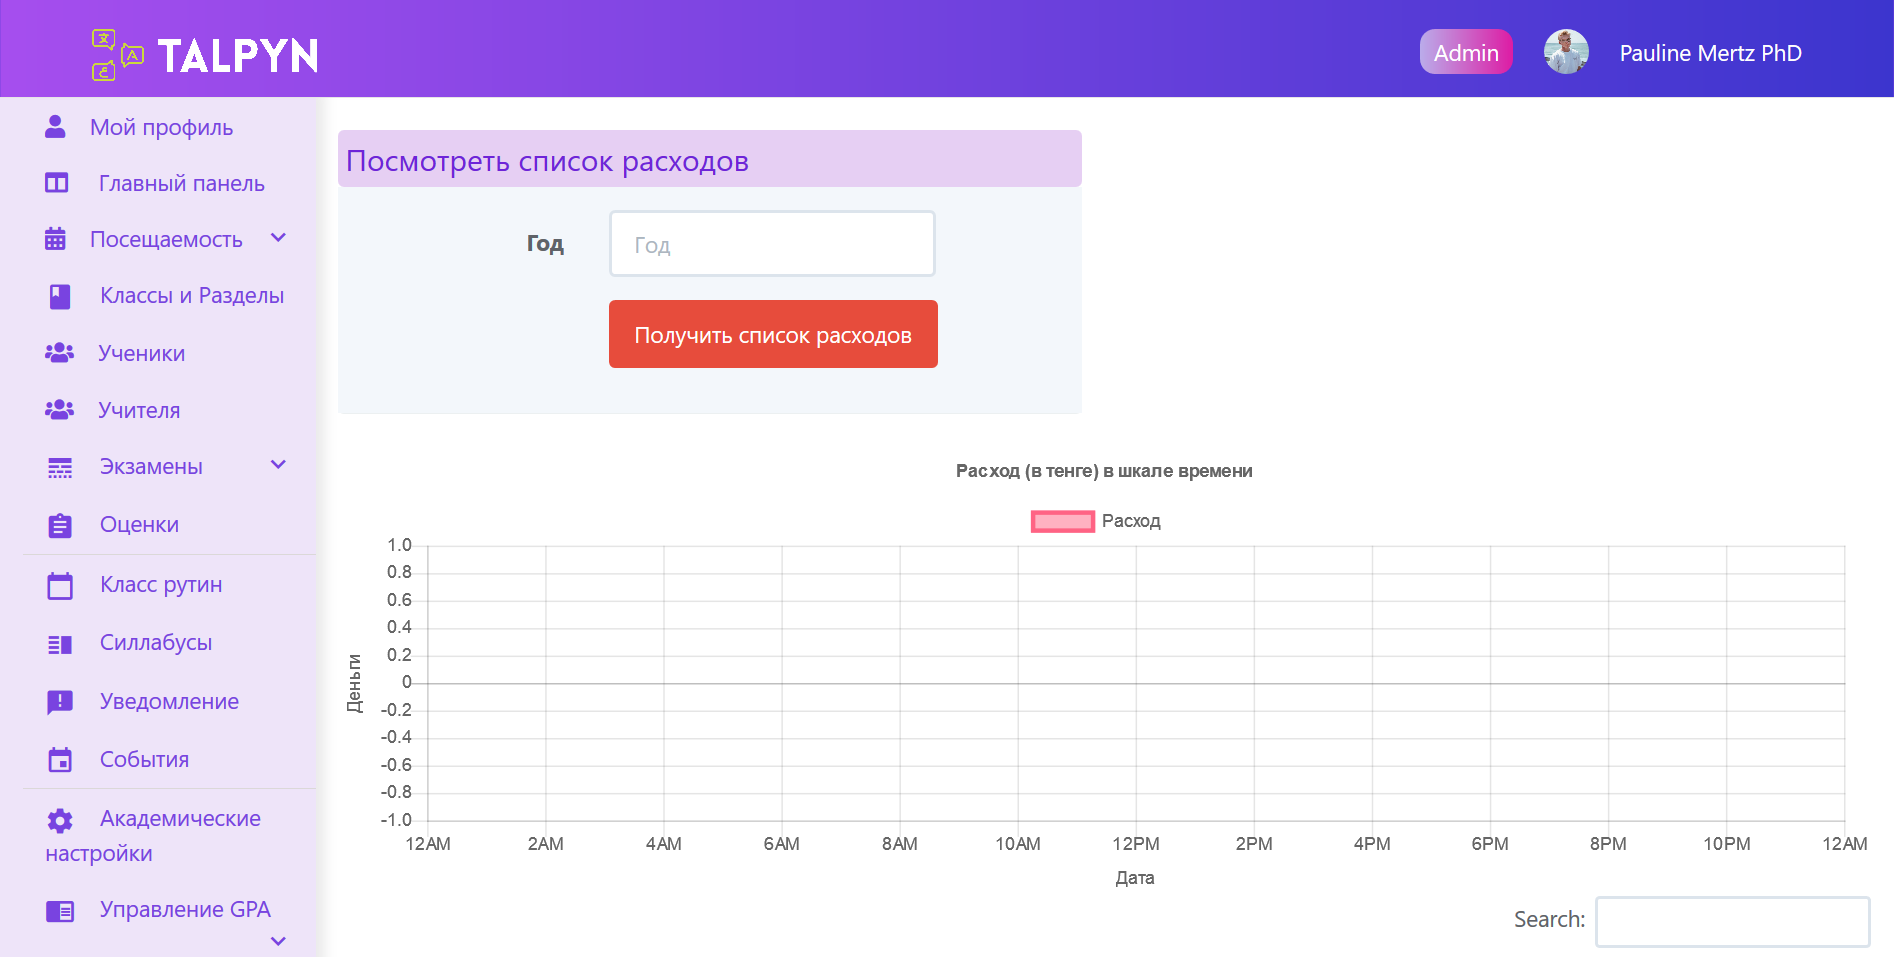 TALPYN
Admin
Pauline Mertz PhD
Мой профиль
Главный панель
Посещаемость
Классы и Разделы
Ученики
Учителя
Экзамены
Оценки
Класс рутин
Силлабусы
Уведомление
События
Академические
настройки
Управление GPA
Посмотреть список расходов
Год
Год
Получить список расходов
Расход (в тенге) в шкале времени
Расход
Деньги
1.0
0.8
0.6
0.4
0.2
0
-0.2
-0.4
-0.6
-0.8
-1.0
12AM 2AM 4AM 6AM 8AM 10AM 12PM 2PM 4PM 6PM 8PM 10PM 12AM
Дата
Search: